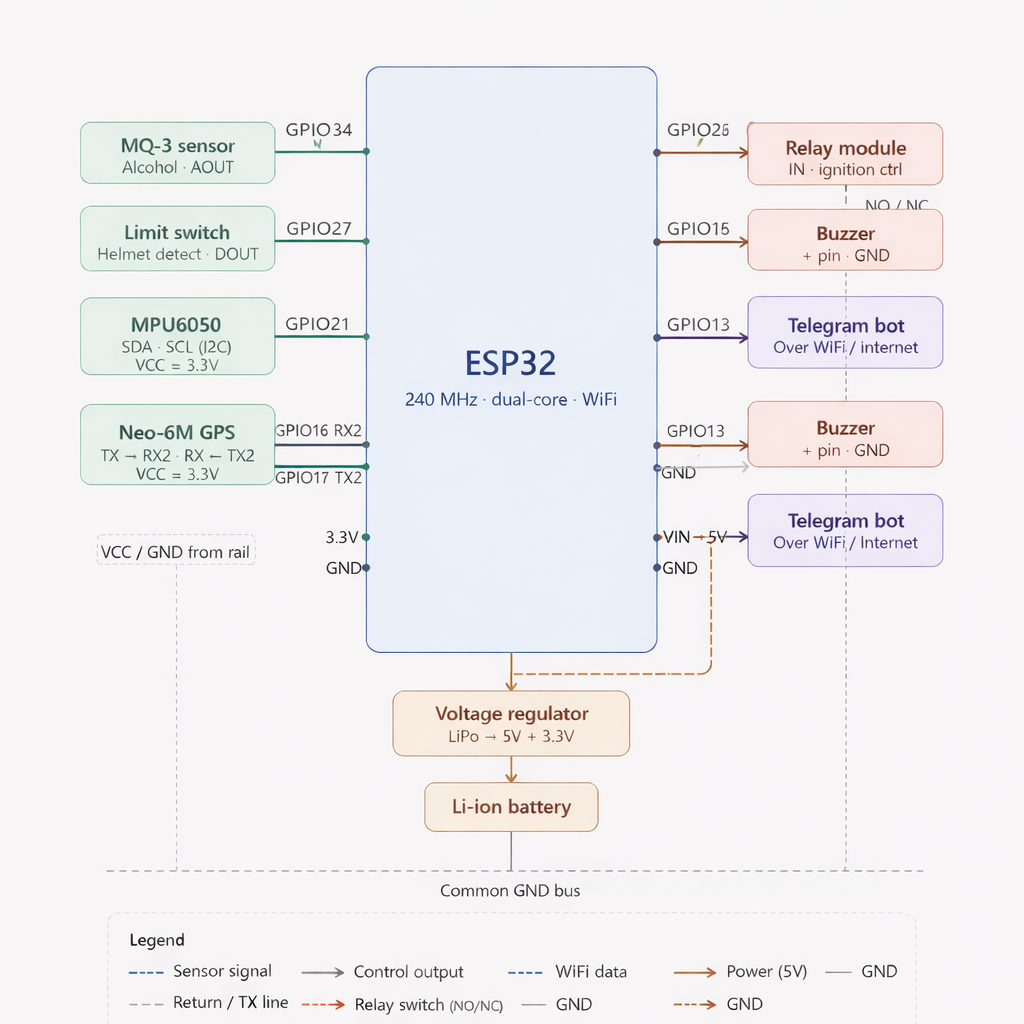 GPIO34
MQ-3 sensor
Alcohol · AOUT
GPIO26
Relay module
IN · ignition ctrl
NO / NC
GPIO27
Limit switch
Helmet detect · DOUT
GPIO15
Buzzer
+ pin · GND
GPIO21
MPU6050
SDA · SCL (I2C)
VCC = 3.3V
GPIO13
Telegram bot
Over WiFi / internet
ESP32
240 MHz · dual-core · WiFi
GPIO16 RX2
Neo-6M GPS
TX → RX2 · RX ← TX2
VCC = 3.3V
GPIO17 TX2
GPIO13
Buzzer
+ pin · GND
GND
VCC / GND from rail
3.3V
GND
VIN → 5V
GND
Telegram bot
Over WiFi / Internet
Voltage regulator
LiPo → 5V + 3.3V
Li-ion battery
Common GND bus
Legend
Sensor signal
Control output
WiFi data
Power (5V)
GND
Return / TX line
Relay switch (NO/NC)
GND
GND